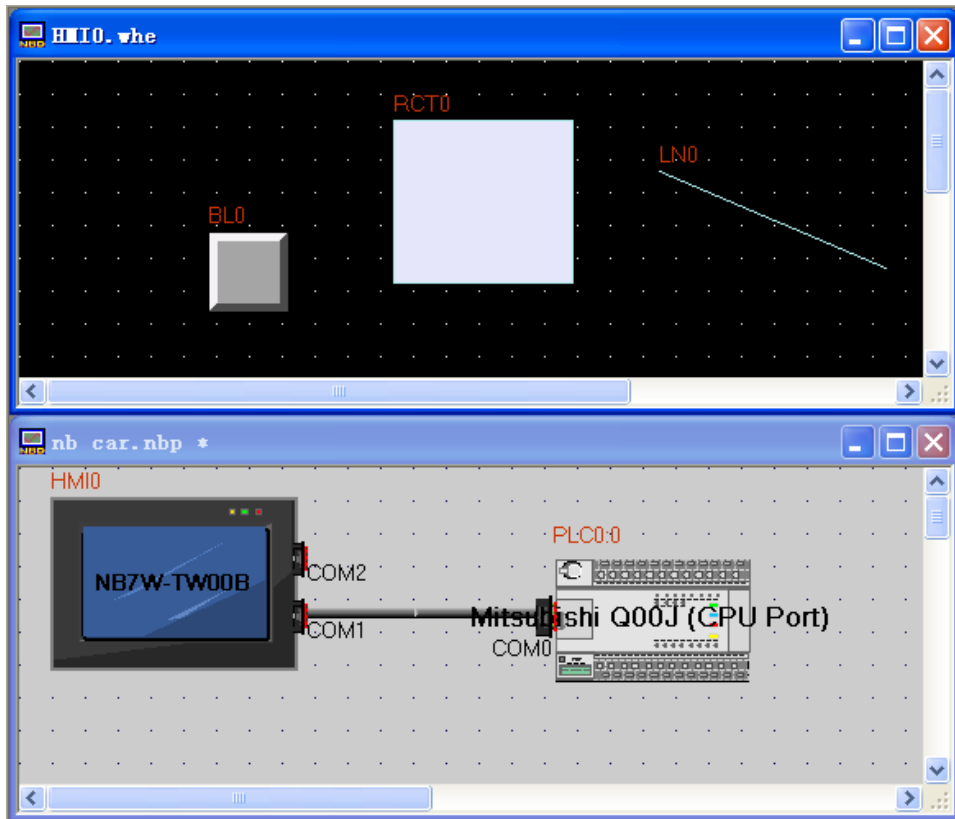 HMI0.whe
RCT0
LN0
BL0
nb car.nbp *
HMI0
PLC0:0
NB7W-TW00B
COM2
COM1
Mitsubishi Q00J (CPU Port)
COM0